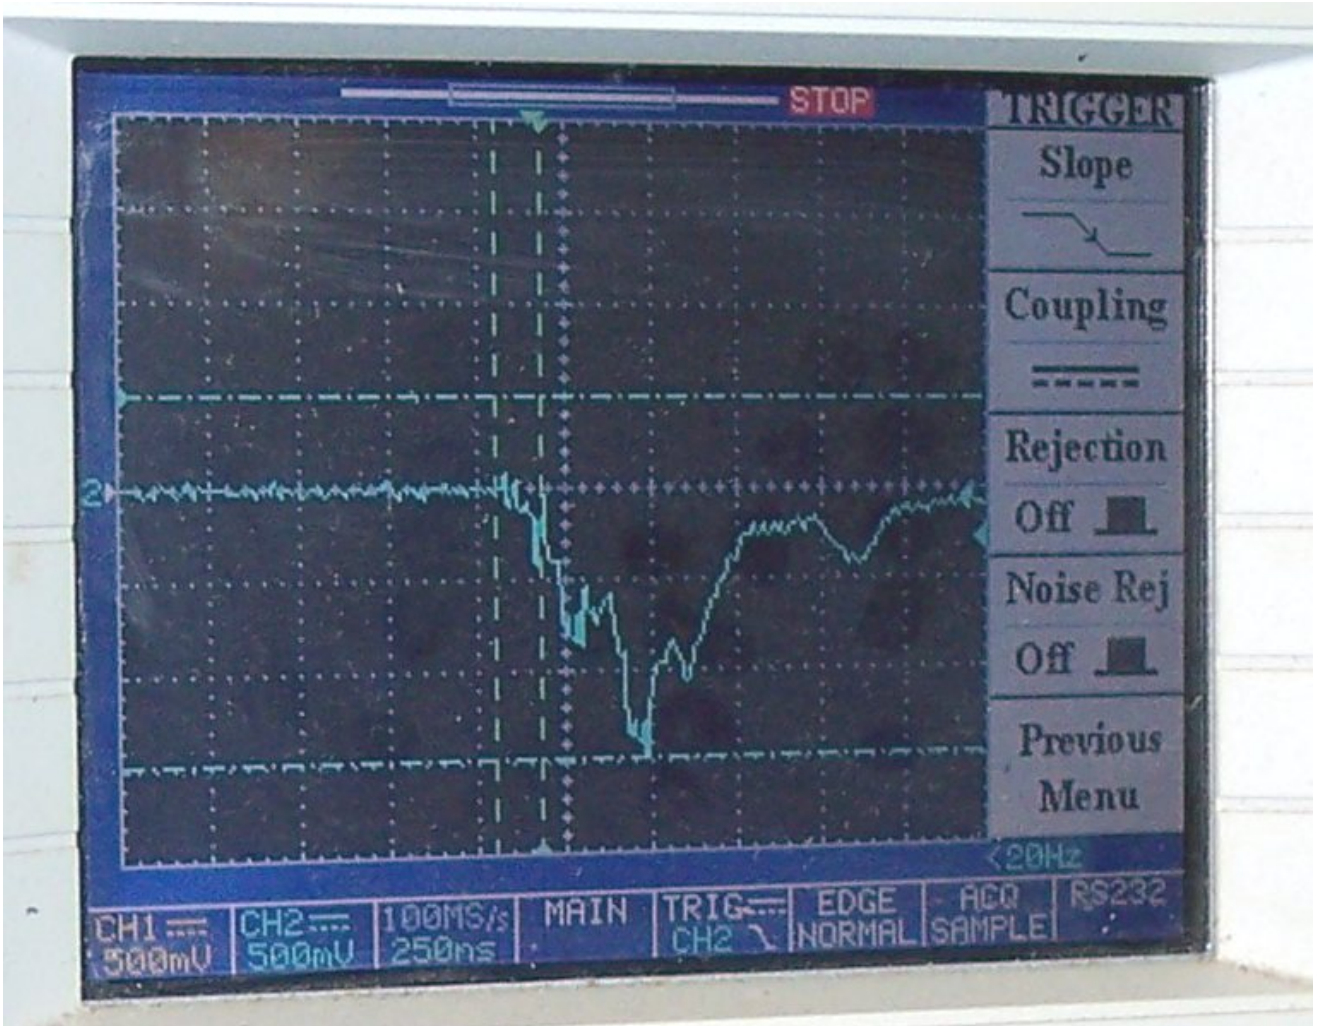 STOP
TRIGGER
Slope
Coupling
Rejection
Off
Noise Rej
Off
Previous
Menu
2
<20Hz
CH1
500mV
CH2
500mV
100MS/s
250ns
MAIN
TRIG
CH2
EDGE
NORMAL
ACQ
SAMPLE
RS232